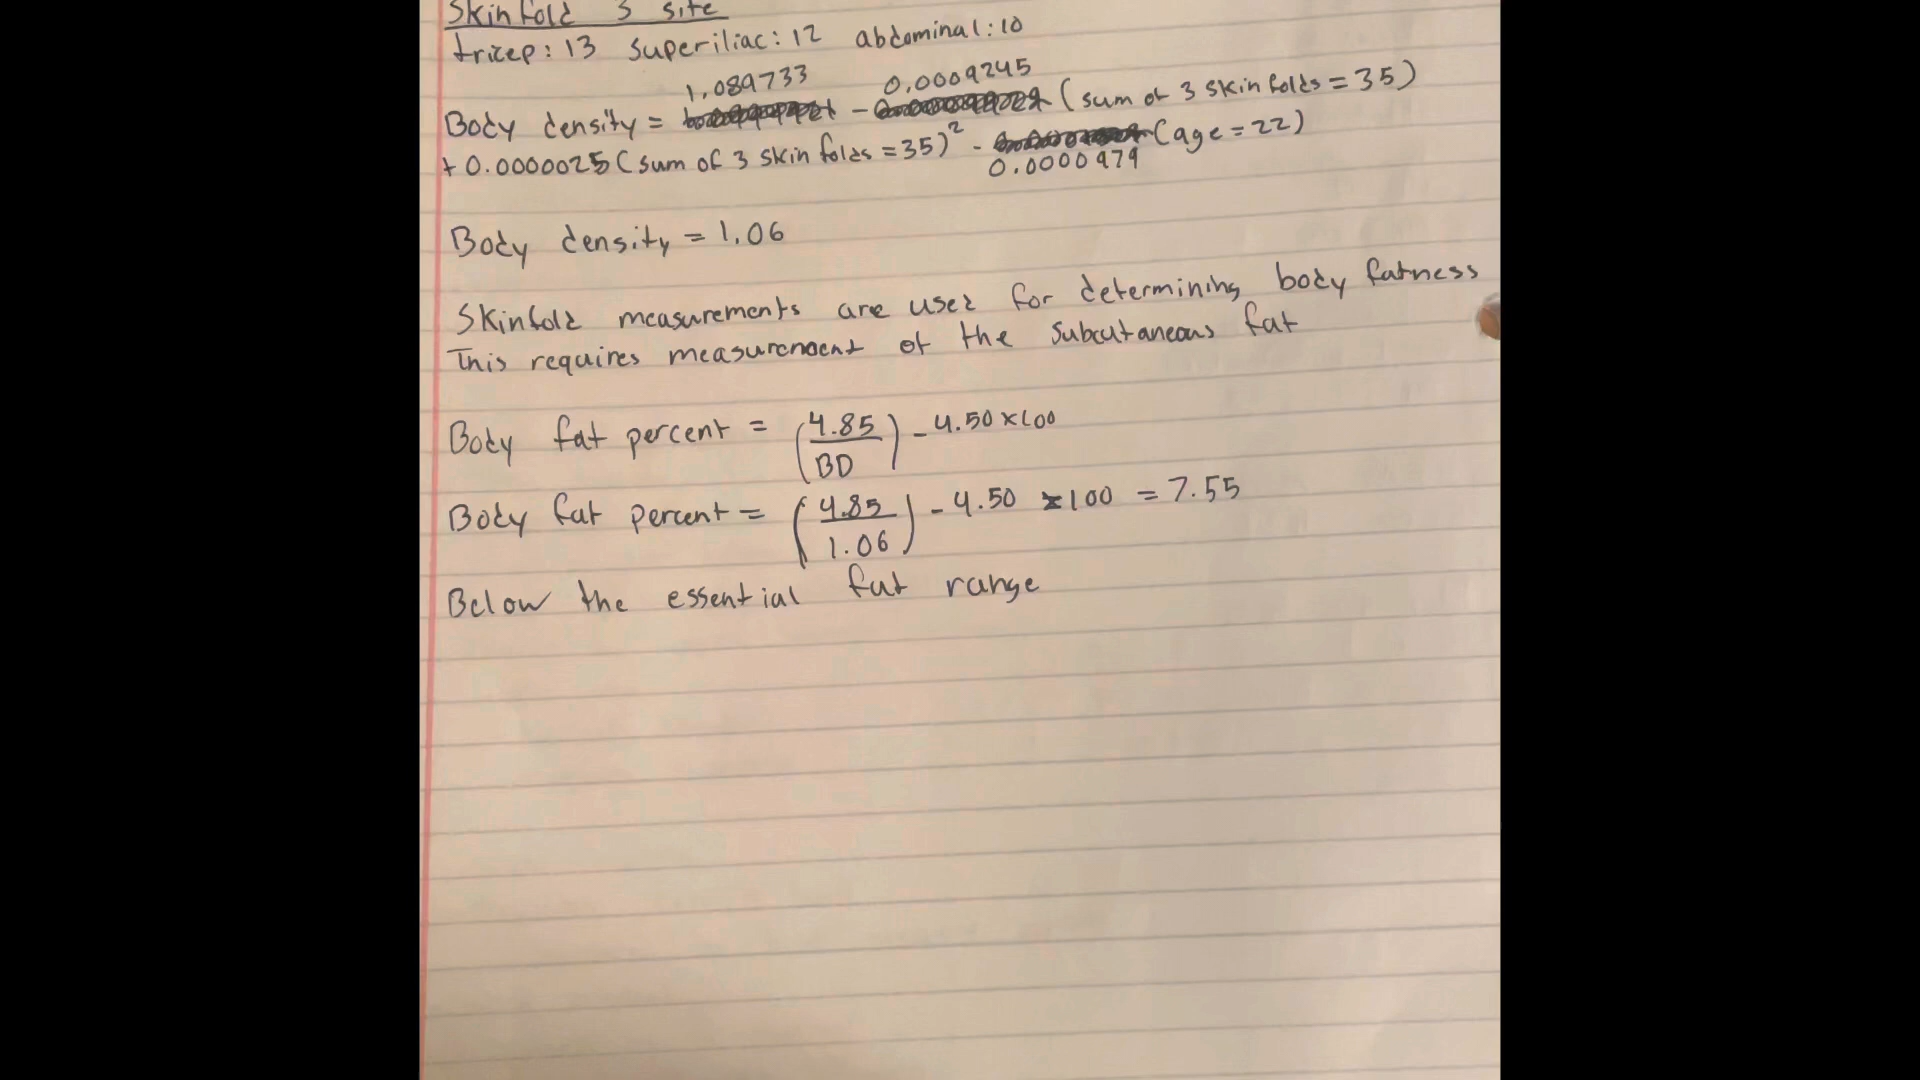 Skinfold 3 site
tricep: 13 superiliac: 12 abdominal: 10
1.089733 0.0009245
Body density = - (sum of 3 skin folds = 35)
+ 0.0000025 (sum of 3 skin folds = 35)² - (age = 22)
0.0000979
Body density = 1.06
Skinfold measurements are used for determining body fatness
This requires measurement of the subcutaneous fat
Body fat percent = (4.85/BD) - 4.50 x100
Body fat percent = (4.85/1.06) - 4.50 x100 = 7.55
Below the essential fat range